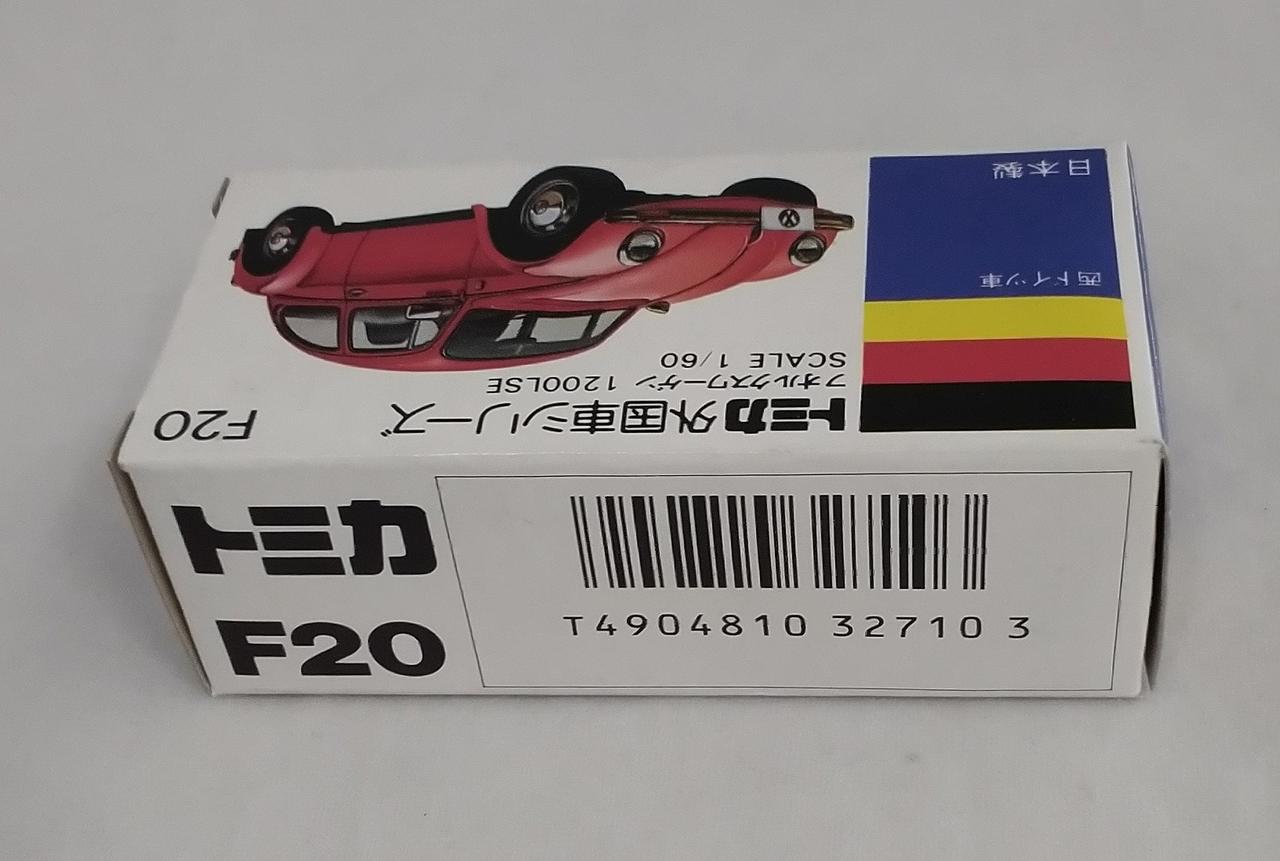 トミカ外国車シリーズ
F20
フォルクスワーゲン 1200LSE
SCALE 1/60
西ドイツ車
日本製
トミカ
F20
T4904810 32710 3